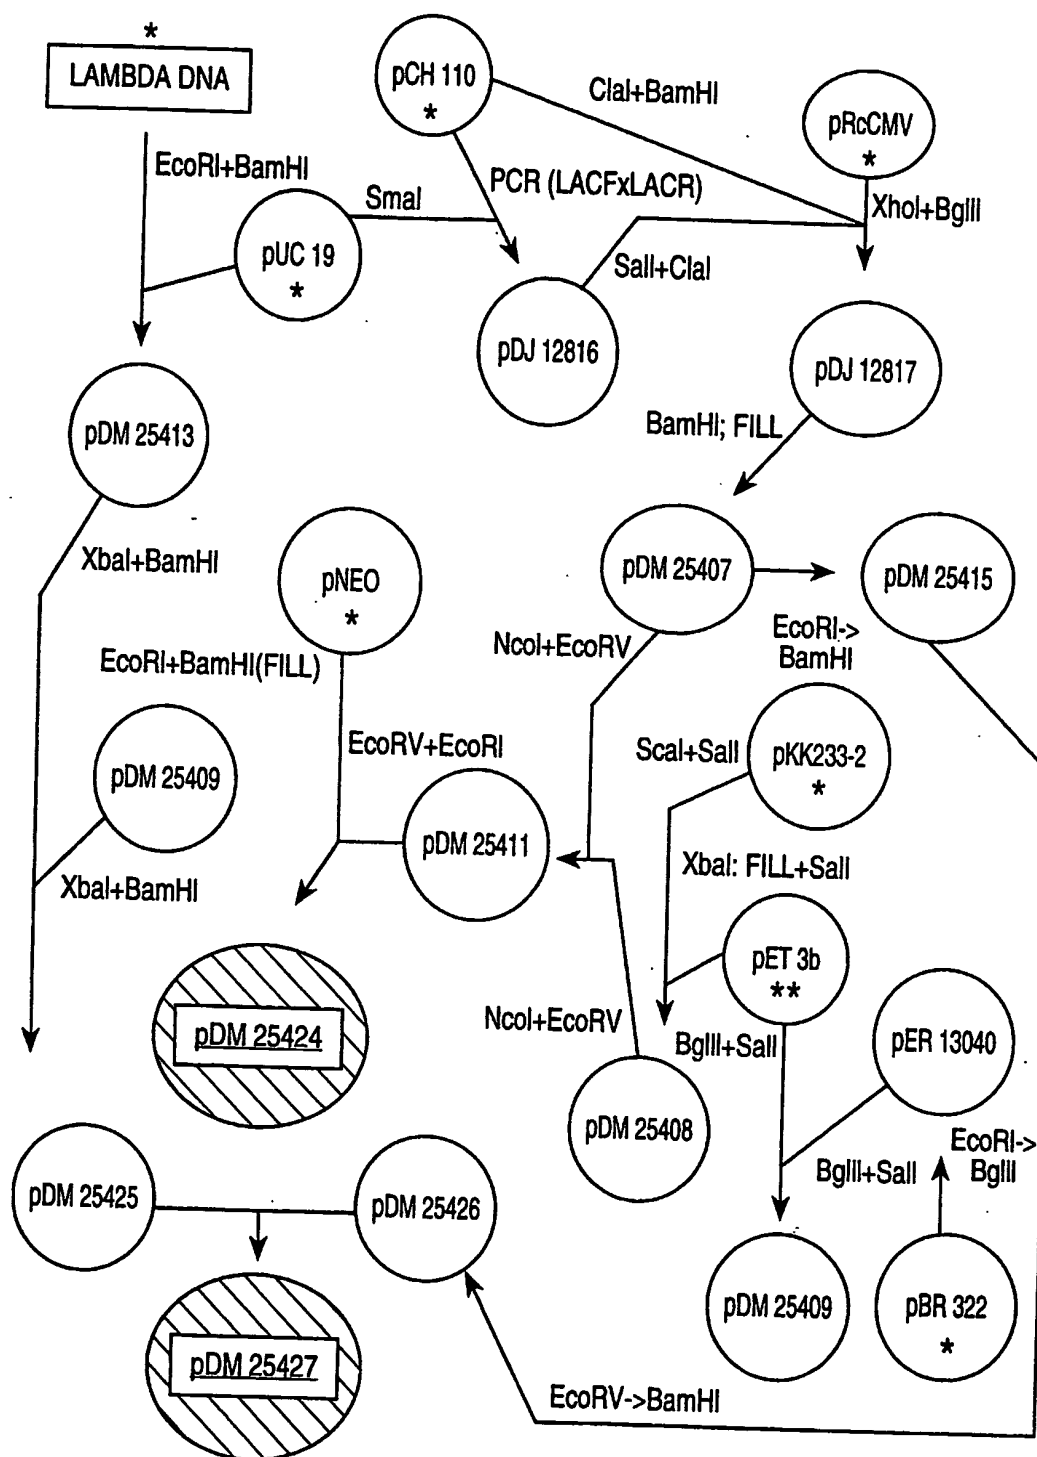 *
LAMBDA DNA
pCH 110
*
ClaI+BamHI
pRcCMV
*
EcoRI+BamHI
SmaI
PCR (LACFxLACR)
XhoI+BglII
pUC 19
*
SalI+ClaI
pDJ 12816
pDJ 12817
pDM 25413
BamHI; FILL
XbaI+BamHI
pNEO
*
pDM 25407
pDM 25415
NcoI+EcoRV
EcoRI->
BamHI
EcoRI+BamHI(FILL)
pDM 25409
EcoRV+EcoRI
ScaI+SalI
pKK233-2
*
pDM 25411
XbaI+BamHI
XbaI: FILL+SalI
pET 3b
**
pDM 25424
NcoI+EcoRV
BglII+SalI
pER 13040
pDM 25408
BglII+SalI
EcoRI->
BglII
pDM 25425
pDM 25426
pDM 25409
pBR 322
*
pDM 25427
EcoRV->BamHI